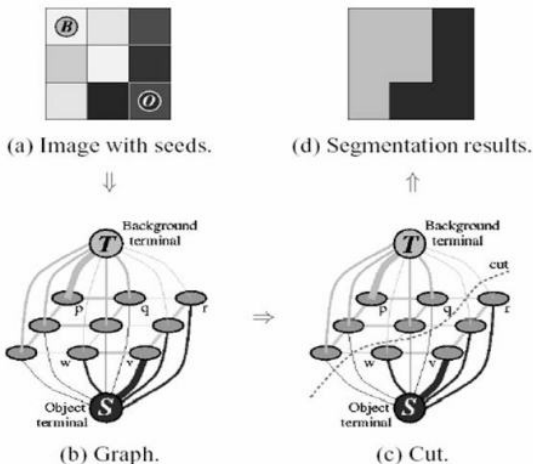 B
O
(a) Image with seeds.
(d) Segmentation results.
Background
terminal
T
p
q
r
w
v
Object
terminal
S
(b) Graph.
Background
terminal
T
cut
p
q
r
w
v
Object
terminal
S
(c) Cut.